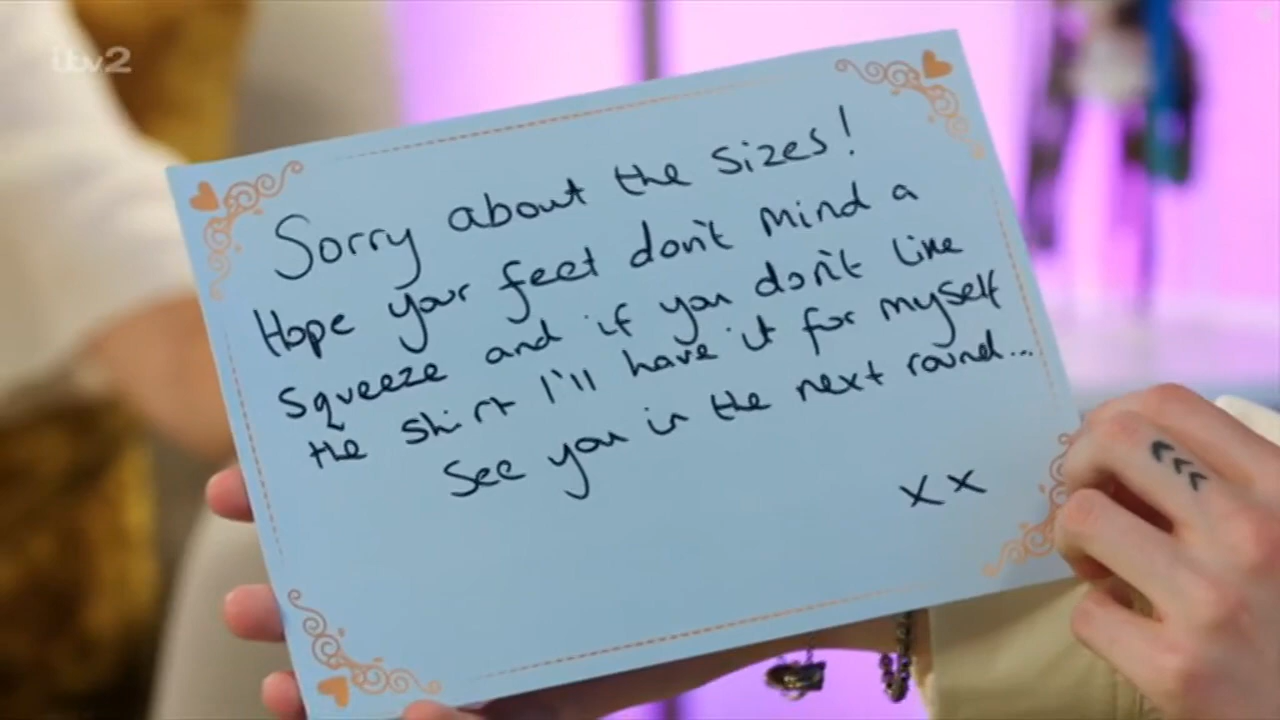 itv2
Sorry about the sizes!
Hope your feet don't mind a
squeeze and if you don't like
the shirt I'll have it for myself
See you in the next round...
xx